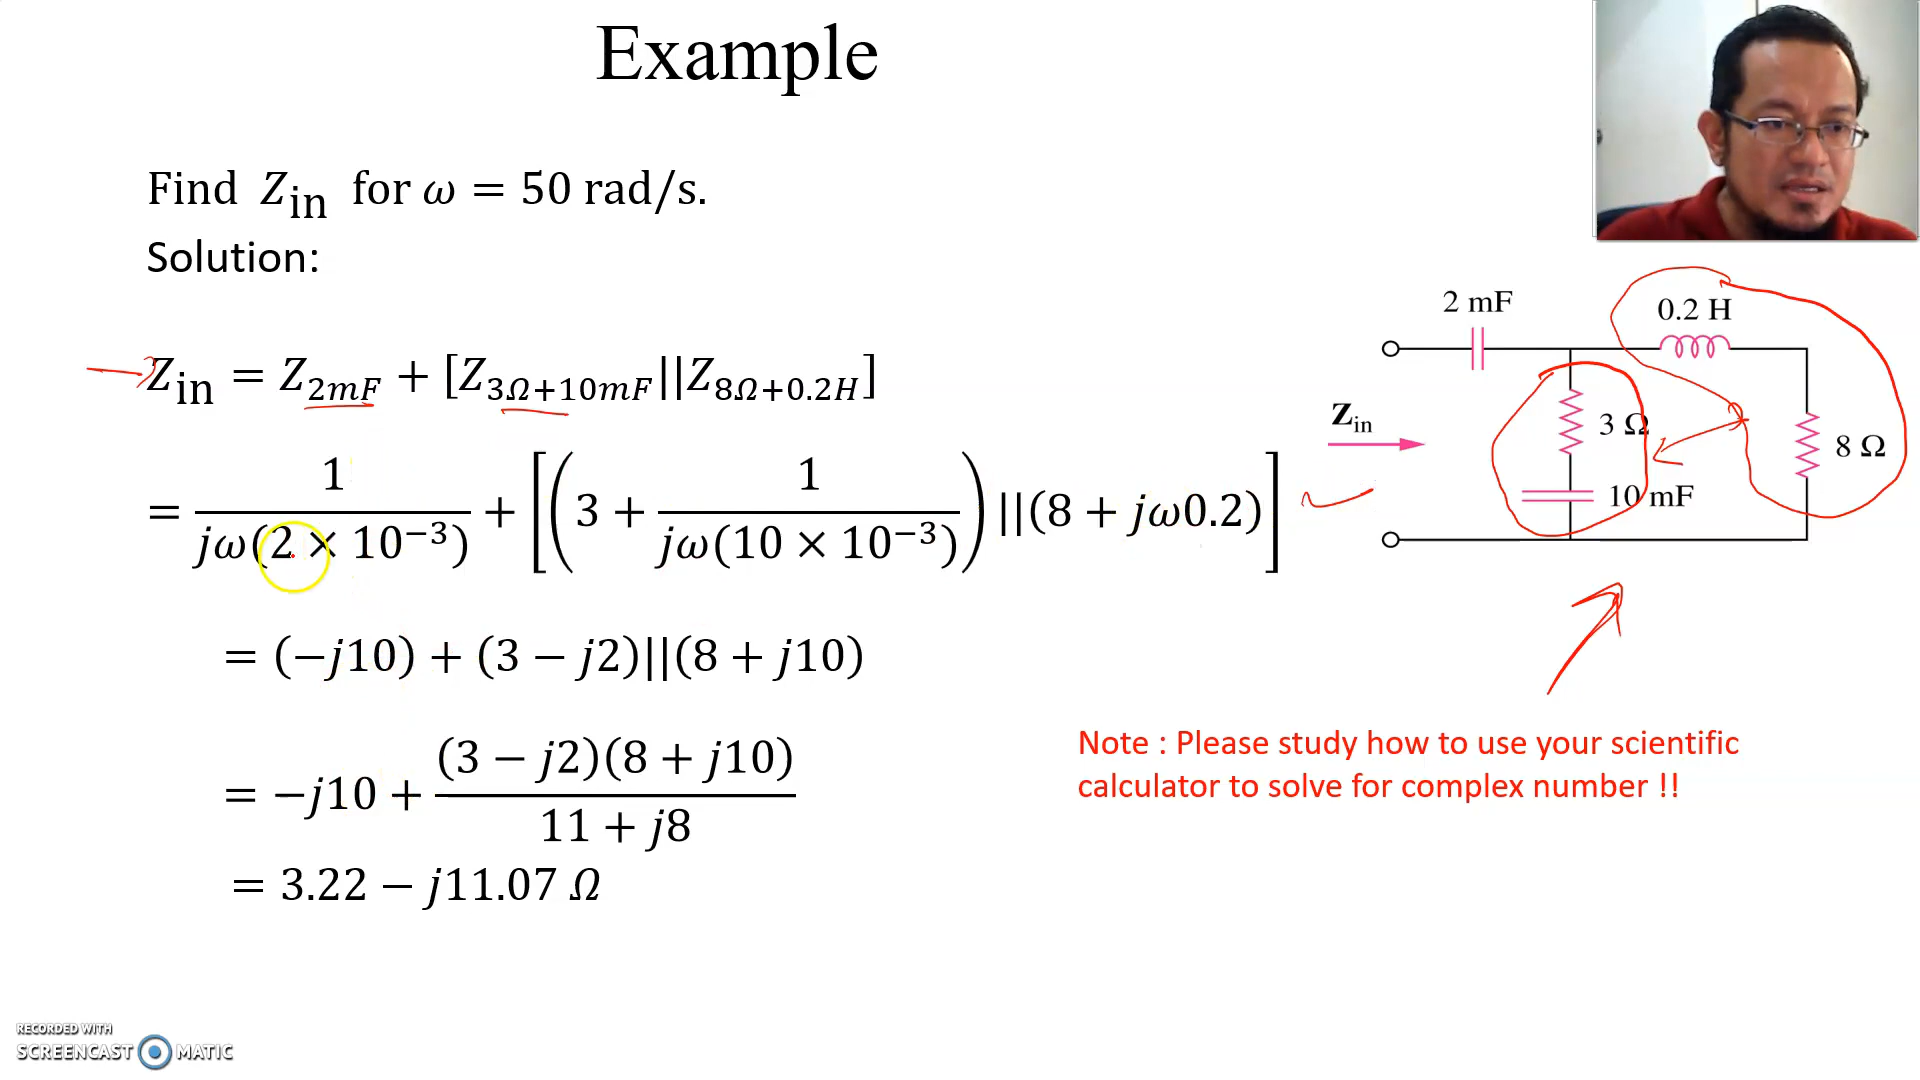 Example
Find Z_in for ω = 50 rad/s.
Solution:
Z_in = Z_2mF + [Z_3Ω+10mF||Z_8Ω+0.2H]
= 1/(jω(2 × 10^−3)) + [(3 + 1/(jω(10 × 10^−3)))||(8 + jω0.2)]
= (−j10) + (3 − j2)||(8 + j10)
= −j10 + (3 − j2)(8 + j10)/(11 + j8)
= 3.22 − j11.07 Ω
2 mF
0.2 H
Z_in
3 Ω
8 Ω
10 mF
Note : Please study how to use your scientific
calculator to solve for complex number !!
RECORDED WITH
SCREENCAST MATIC